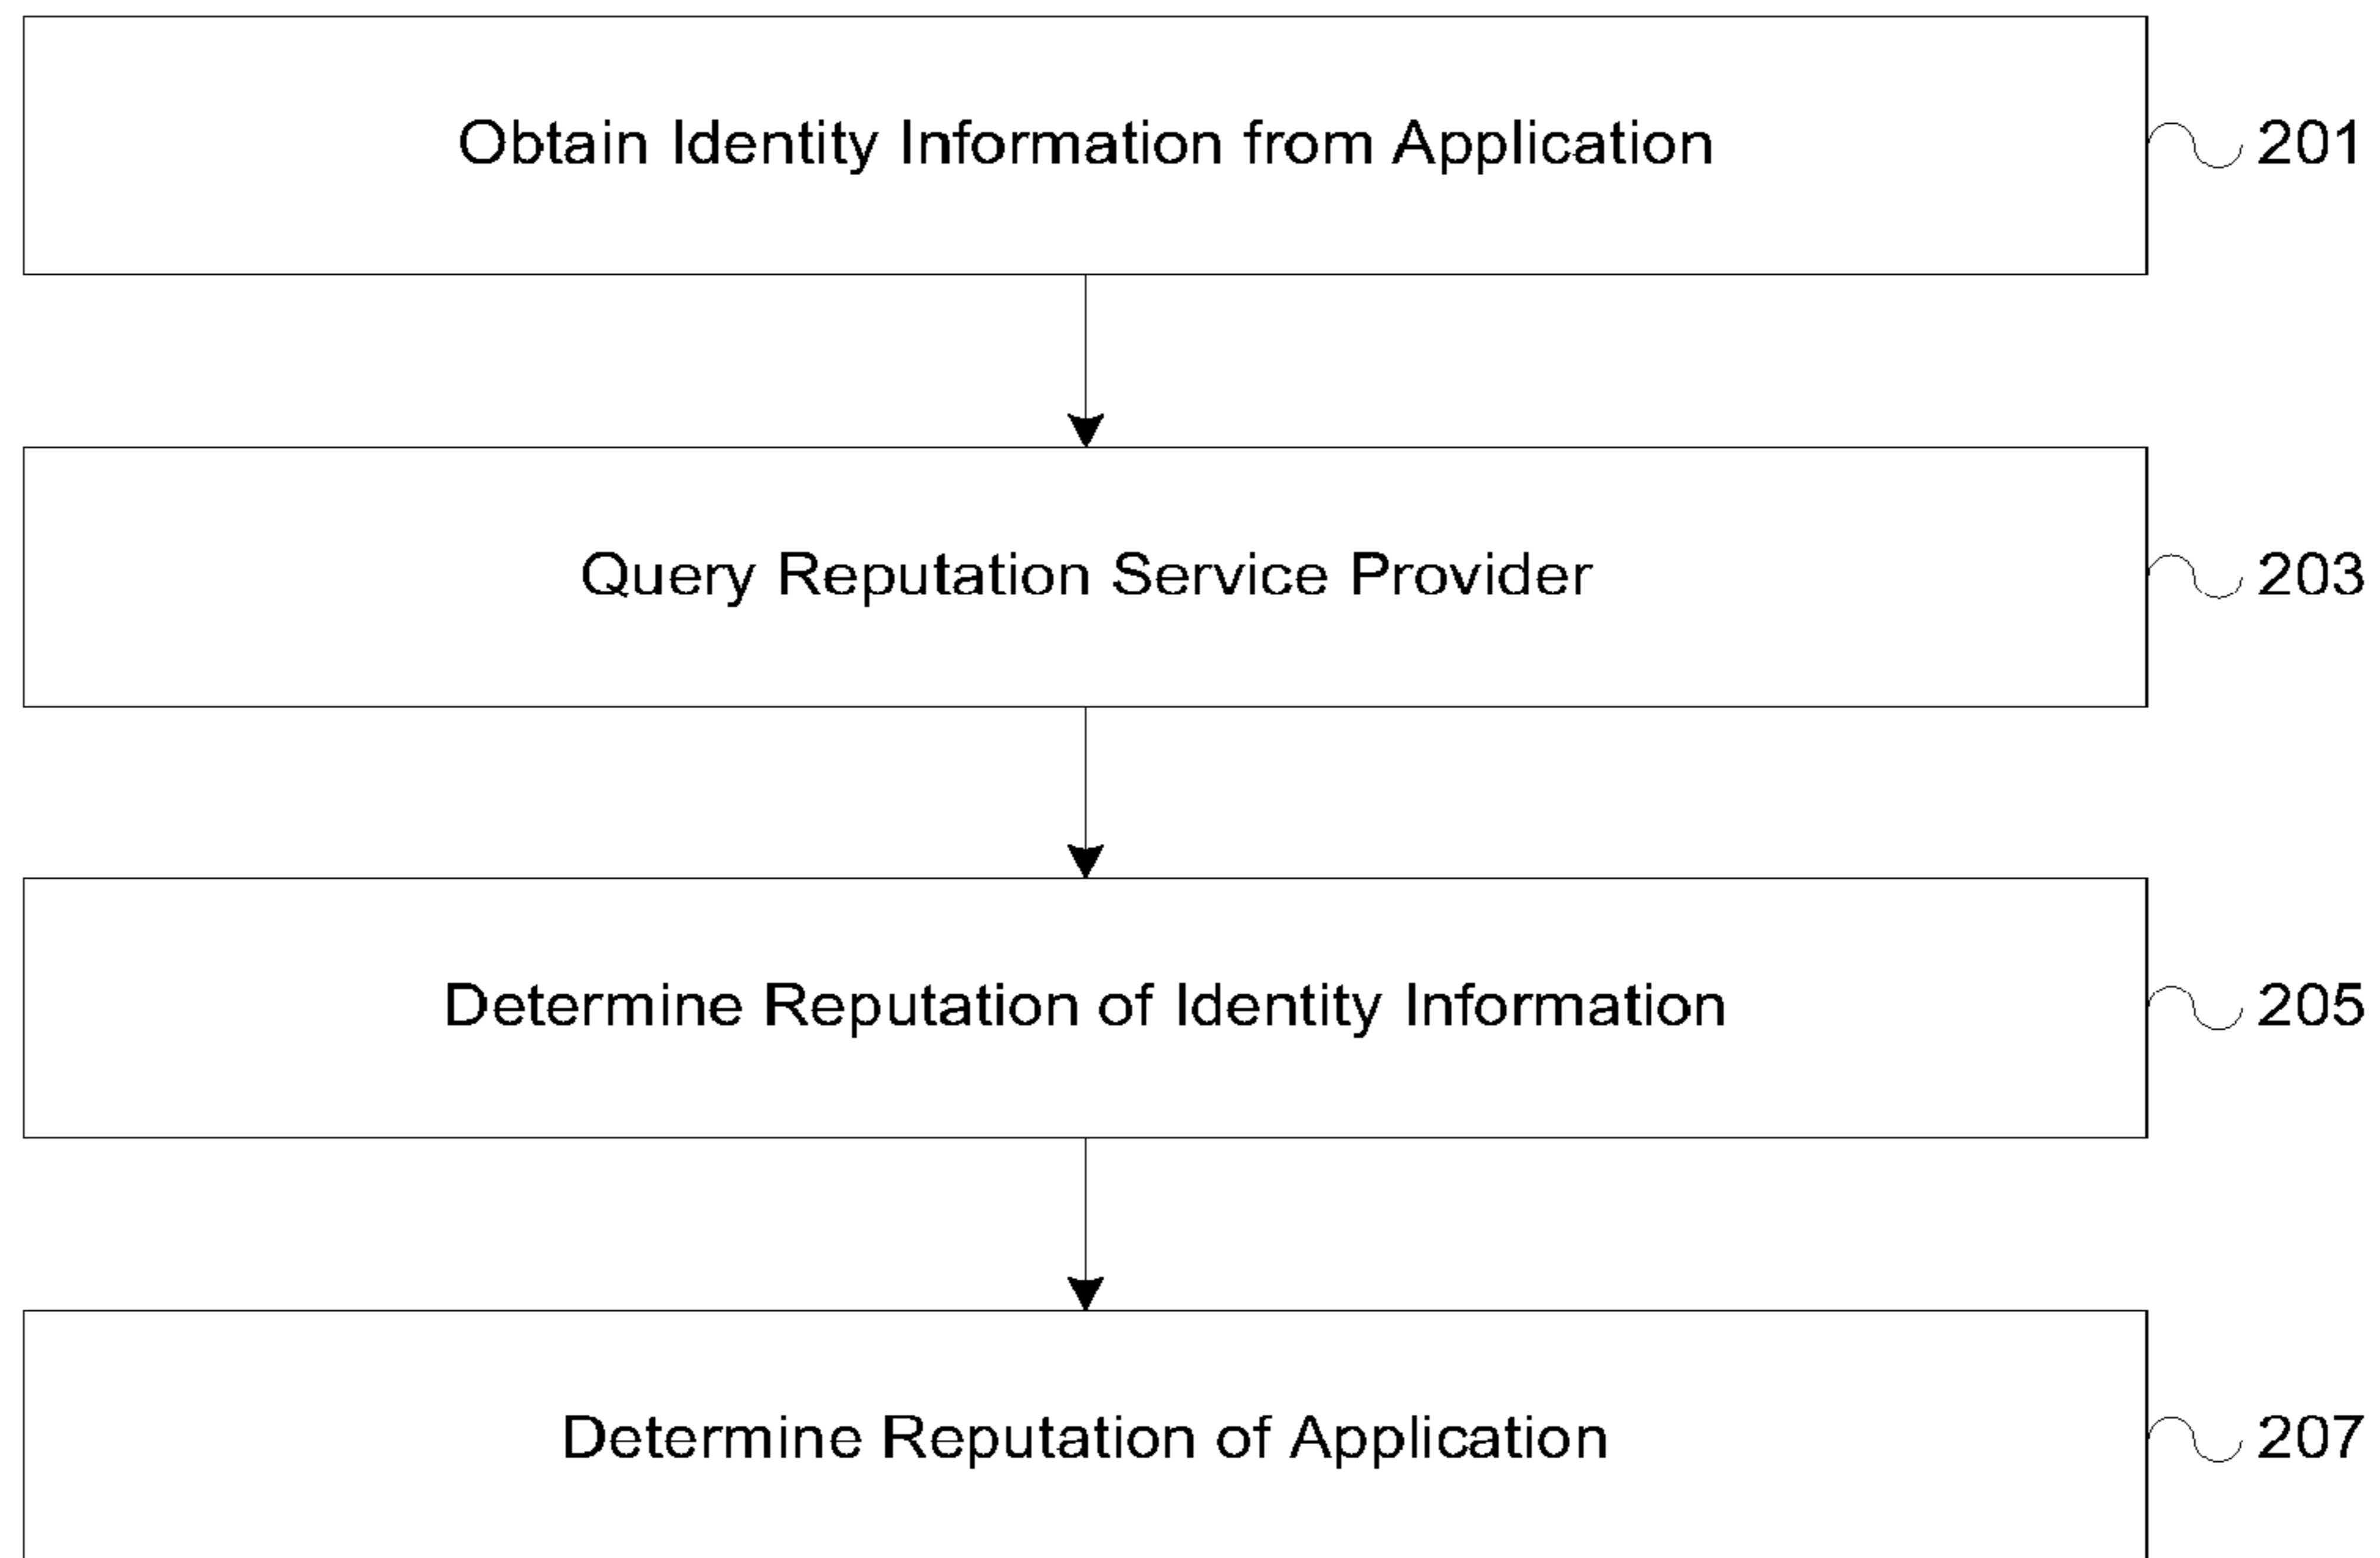 Obtain Identity Information from Application
201
Query Reputation Service Provider
203
Determine Reputation of Identity Information
205
Determine Reputation of Application
207